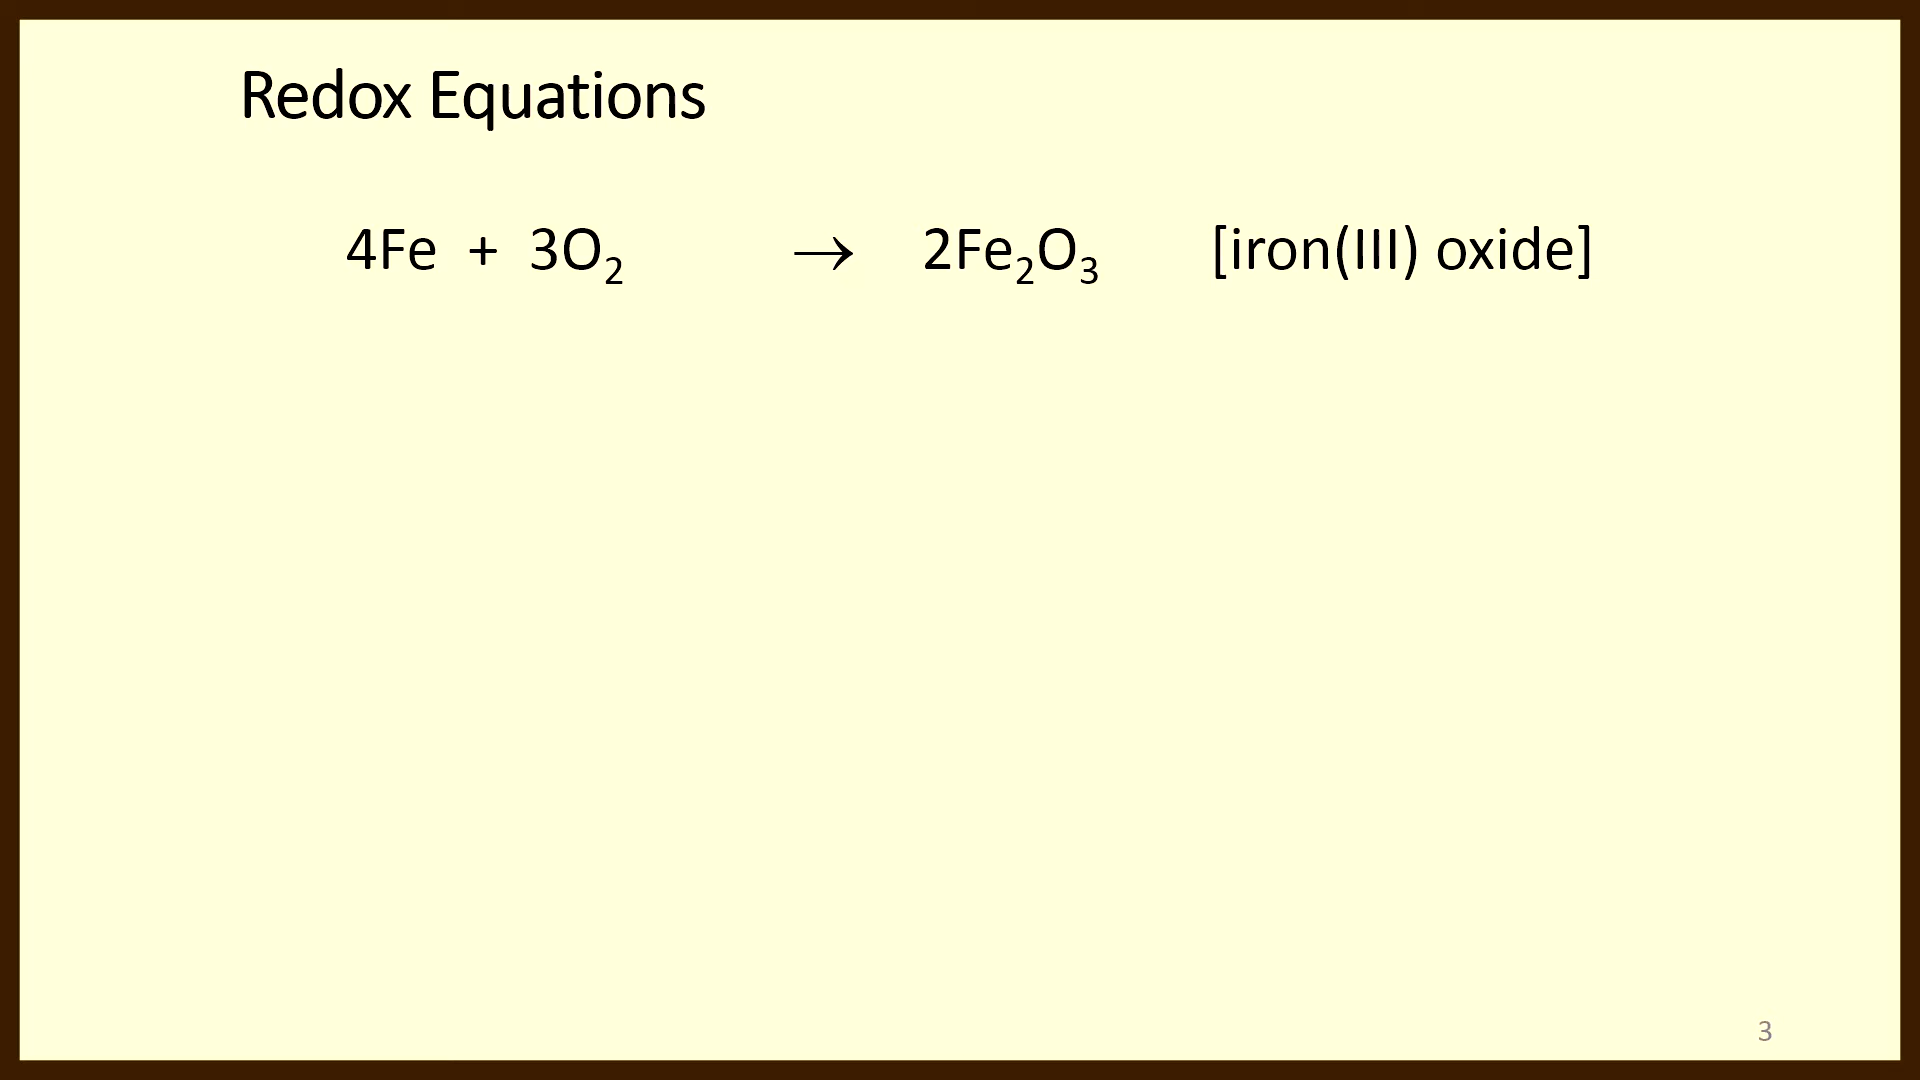 Redox Equations
4Fe + 3O₂ → 2Fe₂O₃ [iron(III) oxide]
3